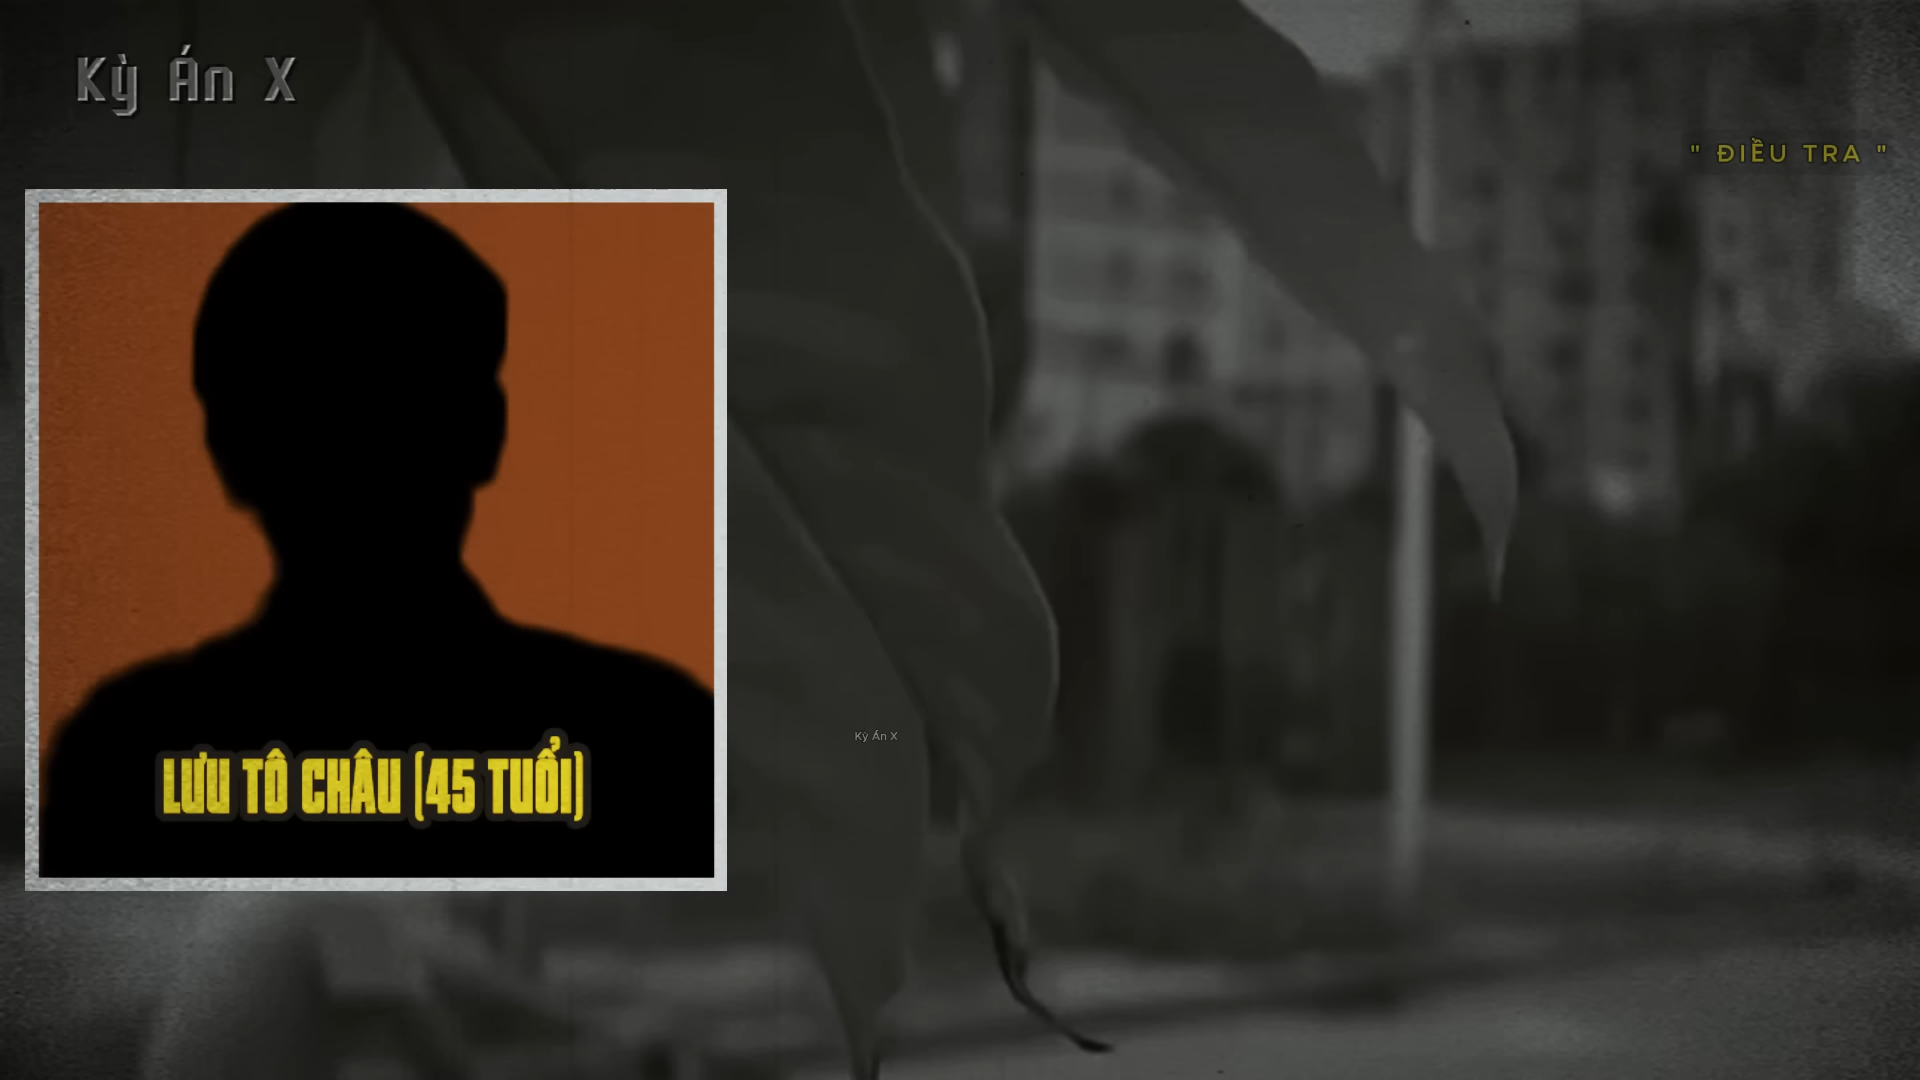 Kỳ Án X
" ĐIỀU TRA "
LƯU TÔ CHÂU (45 TUỔI)
Kỳ Án X